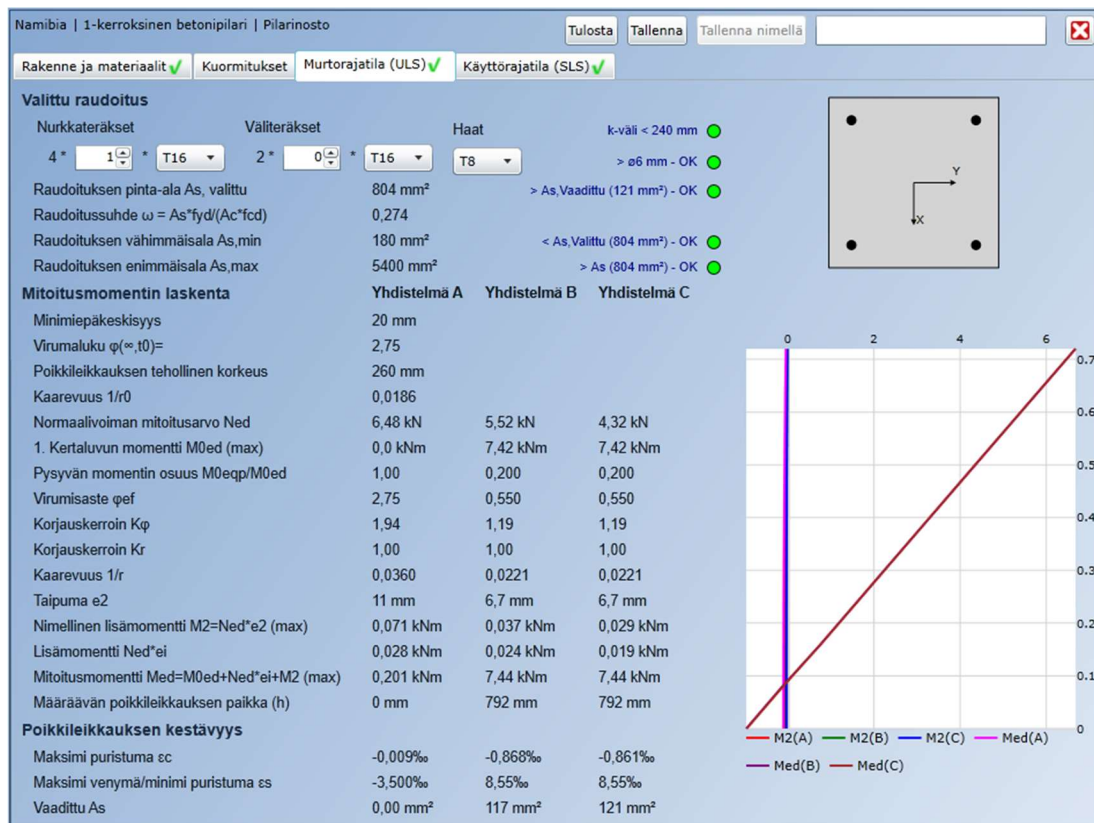 Namibia | 1-kerroksinen betonipilari | Pilarinosto
Tulosta Tallenna Tallenna nimellä
Rakenne ja materiaalit Kuormitukset Murtorajatila (ULS) Käyttörajatila (SLS)
Valittu raudoitus
Nurkkateräkset Väliteräkset Haat k-väli < 240 mm
4 * 1 * T16 2 * 0 * T16 T8 > ø6 mm - OK
Raudoituksen pinta-ala As, valittu 804 mm² > As,Vaadittu (121 mm²) - OK
Raudoitussuhde ω = As*fyd/(Ac*fcd) 0,274
Raudoituksen vähimmäisala As,min 180 mm² < As,Valittu (804 mm²) - OK
Raudoituksen enimmäisala As,max 5400 mm² > As (804 mm²) - OK
Y
X
Mitoitusmomentin laskenta Yhdistelmä A Yhdistelmä B Yhdistelmä C
Minimiepäkeskisyys 20 mm
Virumaluku φ(∞,t0)= 2,75
Poikkileikkauksen tehollinen korkeus 260 mm
Kaarevuus 1/r0 0,0186
Normaalivoiman mitoitusarvo Ned 6,48 kN 5,52 kN 4,32 kN
1. Kertaluvun momentti M0ed (max) 0,0 kNm 7,42 kNm 7,42 kNm
Pysyvän momentin osuus M0eqp/M0ed 1,00 0,200 0,200
Virumisaste φef 2,75 0,550 0,550
Korjauskerroin Kφ 1,94 1,19 1,19
Korjauskerroin Kr 1,00 1,00 1,00
Kaarevuus 1/r 0,0360 0,0221 0,0221
Taipuma e2 11 mm 6,7 mm 6,7 mm
Nimellinen lisämomentti M2=Ned*e2 (max) 0,071 kNm 0,037 kNm 0,029 kNm
Lisämomentti Ned*ei 0,028 kNm 0,024 kNm 0,019 kNm
Mitoitusmomentti Med=M0ed+Ned*ei+M2 (max) 0,201 kNm 7,44 kNm 7,44 kNm
Määräävän poikkileikkauksen paikka (h) 0 mm 792 mm 792 mm
Poikkileikkauksen kestävyys
Maksimi puristuma εc -0,009‰ -0,868‰ -0,861‰
Maksimi venymä/minimi puristuma εs -3,500‰ 8,55‰ 8,55‰
Vaadittu As 0,00 mm² 117 mm² 121 mm²
0 2 4 6
0.7
0.6
0.5
0.4
0.3
0.2
0.1
0
M2(A) M2(B) M2(C) Med(A)
Med(B) Med(C)